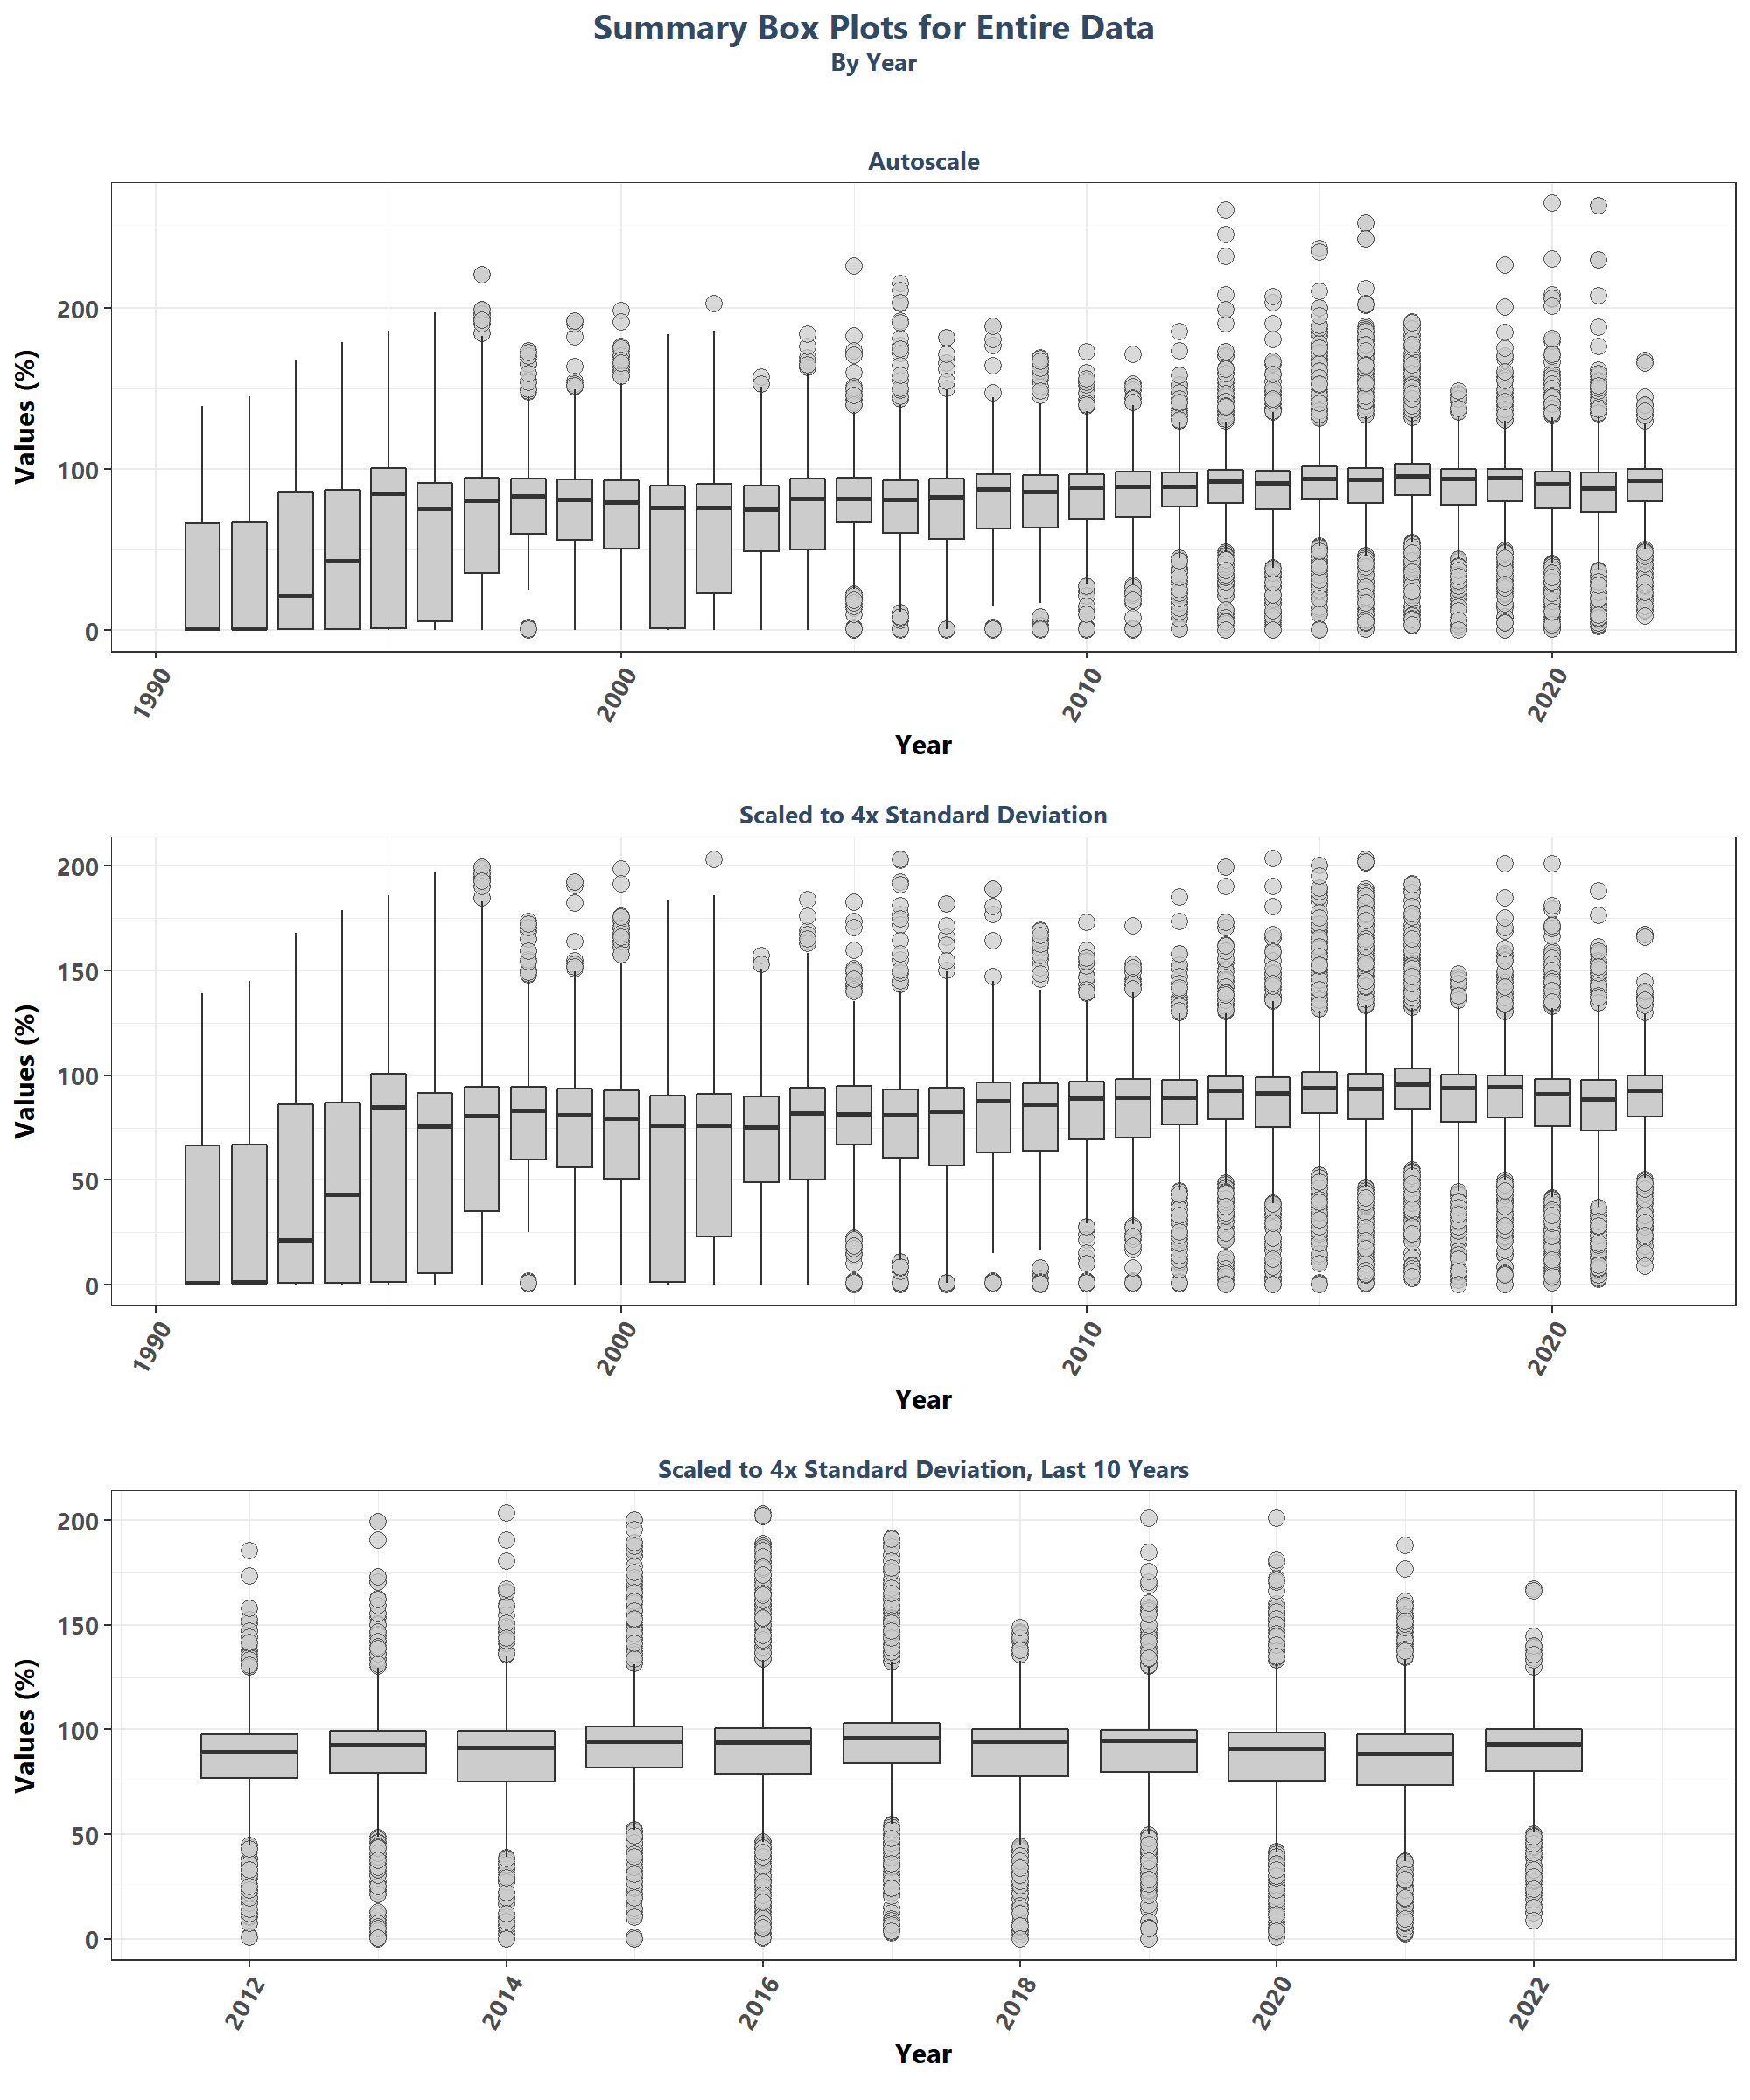 Summary Box Plots for Entire Data
By Year
Autoscale
Values (%)
200
100
0
1990
2000
2010
2020
Year
Scaled to 4x Standard Deviation
Values (%)
200
150
100
50
0
1990
2000
2010
2020
Year
Scaled to 4x Standard Deviation, Last 10 Years
Values (%)
200
150
100
50
0
2012
2014
2016
2018
2020
2022
Year